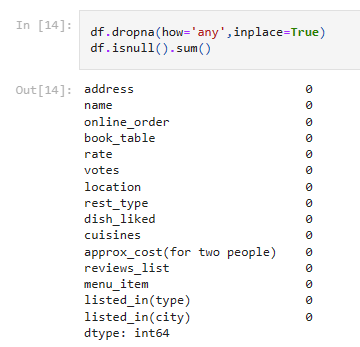 In [14]:
df.dropna(how='any',inplace=True)
df.isnull().sum()
Out[14]:
address 0
name 0
online_order 0
book_table 0
rate 0
votes 0
location 0
rest_type 0
dish_liked 0
cuisines 0
approx_cost(for two people) 0
reviews_list 0
menu_item 0
listed_in(type) 0
listed_in(city) 0
dtype: int64